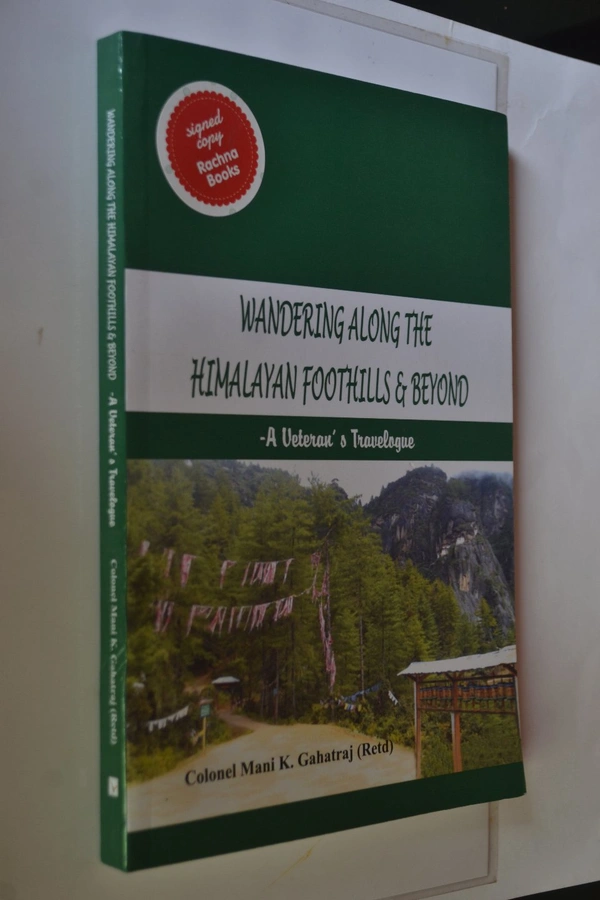 signed
copy
Rachna
Books
WANDERING ALONG THE
HIMALAYAN FOOTHILLS & BEYOND
-A Veteran' s Travelogue
Colonel Mani K. Gahatraj (Retd)
WANDERING ALONG THE HIMALAYAN FOOTHILLS & BEYOND -A Veteran' s Travelogue Colonel Mani K. Gahatraj (Retd)